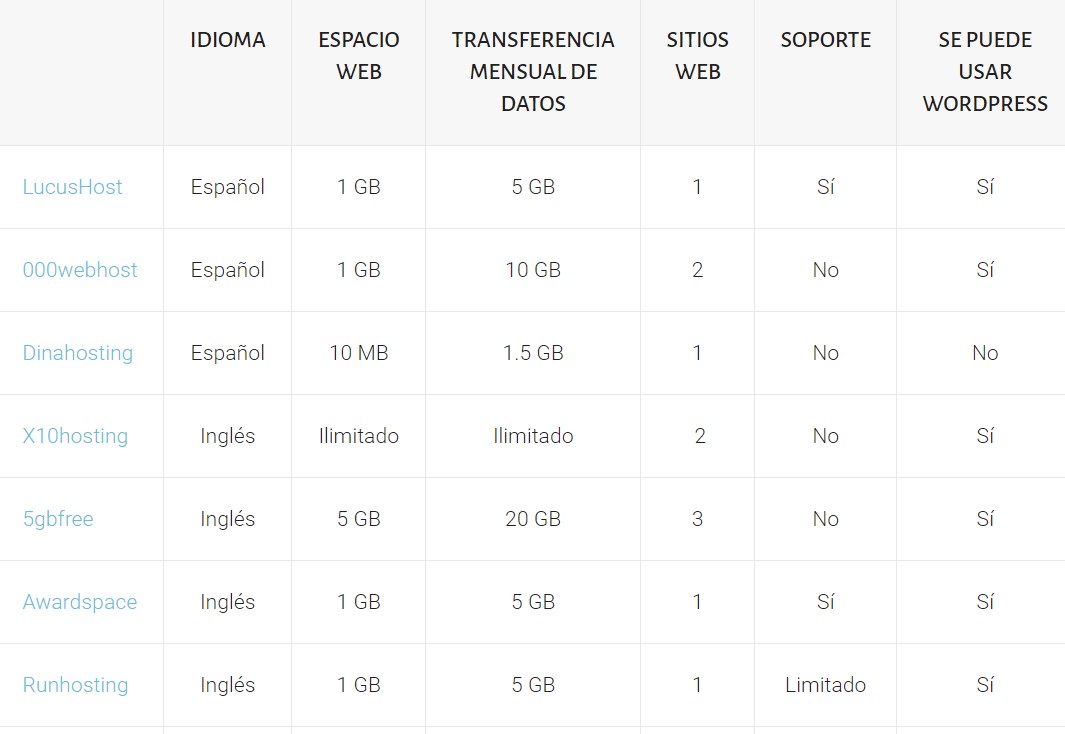 IDIOMA ESPACIO WEB TRANSFERENCIA MENSUAL DE DATOS SITIOS WEB SOPORTE SE PUEDE USAR WORDPRESS
LucusHost Español 1 GB 5 GB 1 Sí Sí
000webhost Español 1 GB 10 GB 2 No Sí
Dinahosting Español 10 MB 1.5 GB 1 No No
X10hosting Inglés Ilimitado Ilimitado 2 No Sí
5gbfree Inglés 5 GB 20 GB 3 No Sí
Awardspace Inglés 1 GB 5 GB 1 Sí Sí
Runhosting Inglés 1 GB 5 GB 1 Limitado Sí